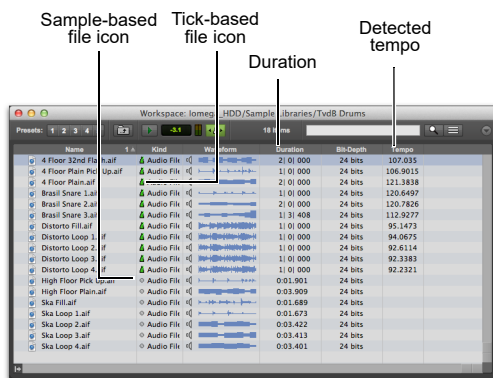 Sample-based file icon
Tick-based file icon
Duration
Detected tempo
Workspace: Iomega_HDD/Sample Libraries/TvdB Drums
Presets: 1 2 3 4 -3.1 18 Items
Name 1 Kind Waveform Duration Bit-Depth Tempo
4 Floor 32nd Flash.aif Audio File 2| 0| 000 24 bits 107.035
4 Floor Plain Pick Up.aif Audio File 1| 0| 000 24 bits 106.9015
4 Floor Plain.aif Audio File 2| 0| 000 24 bits 121.3838
Brasil Snare 1.aif Audio File 1| 0| 000 24 bits 120.6497
Brasil Snare 2.aif Audio File 2| 0| 000 24 bits 120.7826
Brasil Snare 3.aif Audio File 1| 3| 408 24 bits 112.9277
Distorto Fill.aif Audio File 1| 0| 000 24 bits 95.1473
Distorto Loop 1.aif Audio File 1| 0| 000 24 bits 94.0675
Distorto Loop 2.aif Audio File 1| 0| 000 24 bits 92.6114
Distorto Loop 3.aif Audio File 1| 0| 000 24 bits 92.3383
Distorto Loop 4.aif Audio File 1| 0| 000 24 bits 92.2321
High Floor Pick Up.aif Audio File 0:01.901 24 bits
High Floor Plain.aif Audio File 0:03.909 24 bits
Ska Fill.aif Audio File 0:01.689 24 bits
Ska Loop 1.aif Audio File 0:01.673 24 bits
Ska Loop 2.aif Audio File 0:03.422 24 bits
Ska Loop 3.aif Audio File 0:03.413 24 bits
Ska Loop 4.aif Audio File 0:03.401 24 bits